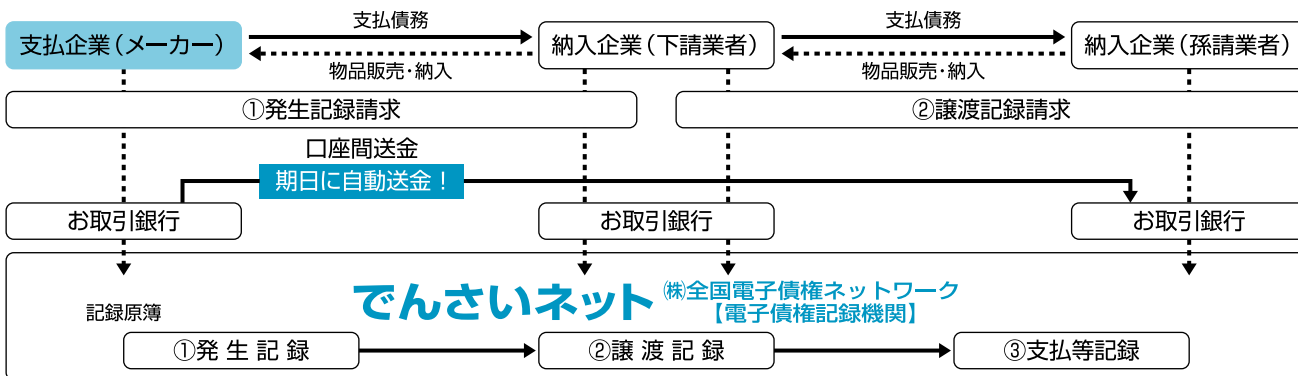 支払企業(メーカー)
支払債務
物品販売・納入
納入企業(下請業者)
支払債務
物品販売・納入
納入企業(孫請業者)
①発生記録請求
②譲渡記録請求
口座間送金
期日に自動送金!
お取引銀行
お取引銀行
お取引銀行
記録原簿
でんさいネット
㈱全国電子債権ネットワーク
【電子債権記録機関】
①発生記録
②譲渡記録
③支払等記録